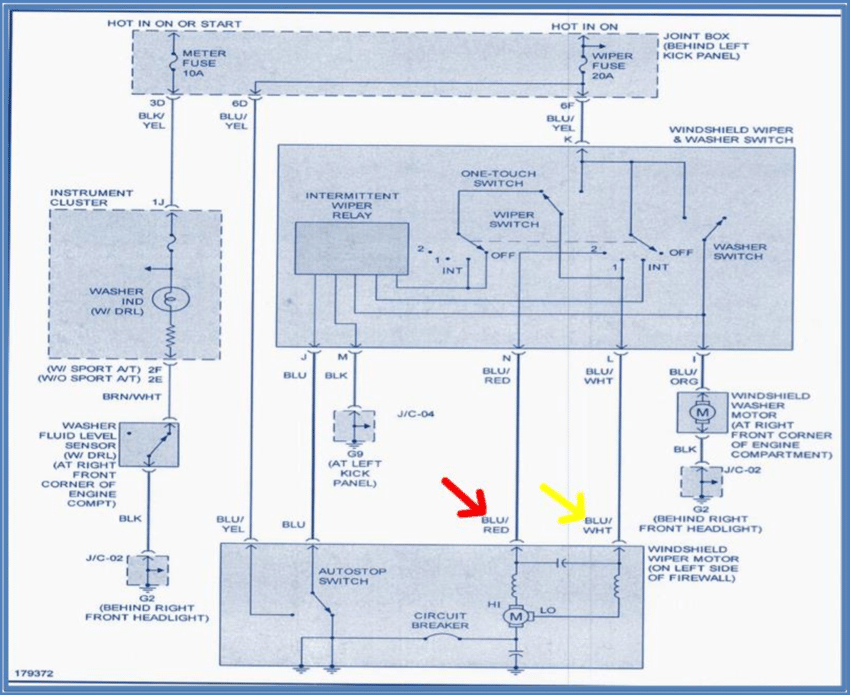 HOT IN ON OR START
HOT IN ON
METER
FUSE
10A
WIPER
FUSE
20A
JOINT BOX
(BEHIND LEFT
KICK PANEL)
3D
6D
6F
BLK/
YEL
BLU/
YEL
BLU/
YEL
K
WINDSHIELD WIPER
& WASHER SWITCH
INSTRUMENT
CLUSTER
1J
ONE-TOUCH
SWITCH
INTERMITTENT
WIPER
RELAY
WIPER
SWITCH
2
1
INT
OFF
2
1
INT
OFF
WASHER
SWITCH
WASHER
IND
(W/ DRL)
(W/ SPORT A/T) 2F
(W/O SPORT A/T) 2E
J
M
N
L
I
BRN/WHT
BLU
BLK
BLU/
RED
BLU/
WHT
BLU/
ORG
WASHER
FLUID LEVEL
SENSOR
(W/ DRL)
(AT RIGHT
FRONT
CORNER OF
ENGINE
COMPT)
J/C-04
G9
(AT LEFT
KICK
PANEL)
M
WINDSHIELD
WASHER
MOTOR
(AT RIGHT
FRONT CORNER
OF ENGINE
COMPARTMENT)
BLK
J/C-02
G2
(BEHIND RIGHT
FRONT HEADLIGHT)
BLK
BLU/
YEL
BLU
BLU/
RED
BLU/
WHT
J/C-02
G2
(BEHIND RIGHT
FRONT HEADLIGHT)
WINDSHIELD
WIPER MOTOR
(ON LEFT SIDE
OF FIREWALL)
AUTOSTOP
SWITCH
CIRCUIT
BREAKER
HI
M
LO
179372